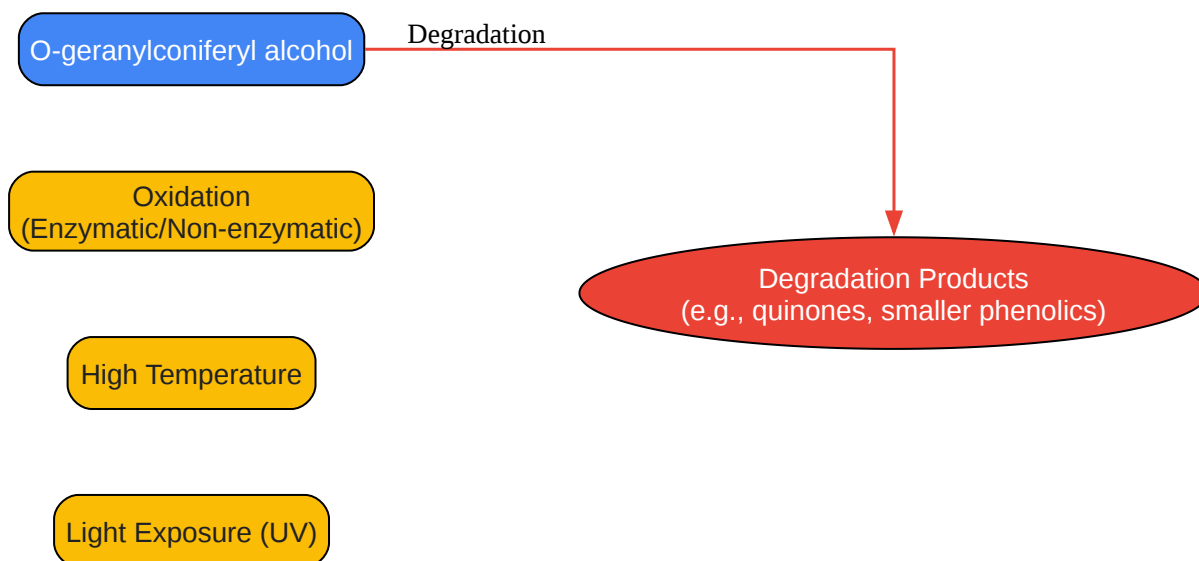 O-geranylconiferyl alcohol
Degradation
Oxidation
(Enzymatic/Non-enzymatic)
Degradation Products
(e.g., quinones, smaller phenolics)
High Temperature
Light Exposure (UV)